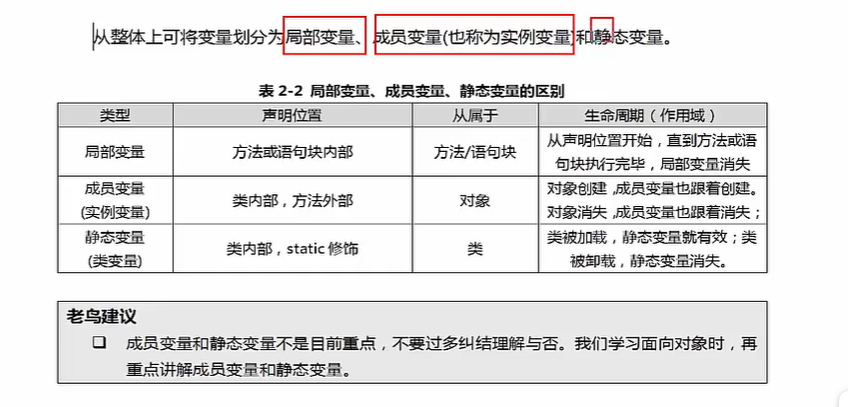 从整体上可将变量划分为局部变量、成员变量(也称为实例变量)和静态变量。
表 2-2 局部变量、成员变量、静态变量的区别
类型 声明位置 从属于 生命周期（作用域）
局部变量 方法或语句块内部 方法/语句块 从声明位置开始，直到方法或语
句块执行完毕，局部变量消失
成员变量
(实例变量) 类内部，方法外部 对象 对象创建，成员变量也跟着创建。
对象消失，成员变量也跟着消失；
静态变量
(类变量) 类内部，static 修饰 类 类被加载，静态变量就有效；类
被卸载，静态变量消失。
老鸟建议
成员变量和静态变量不是目前重点，不要过多纠结理解与否。我们学习面向对象时，再
重点讲解成员变量和静态变量。